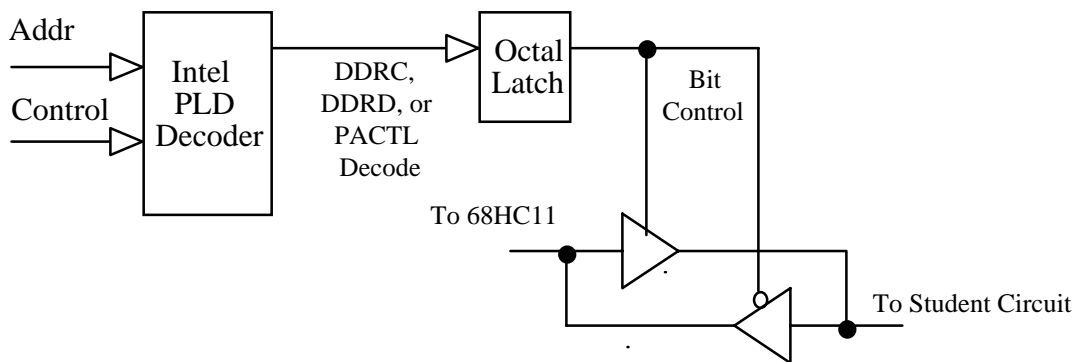 Addr
Control
Intel
PLD
Decoder
DDRC,
DDRD, or
PACTL
Decode
Octal
Latch
Bit
Control
To 68HC11
To Student Circuit